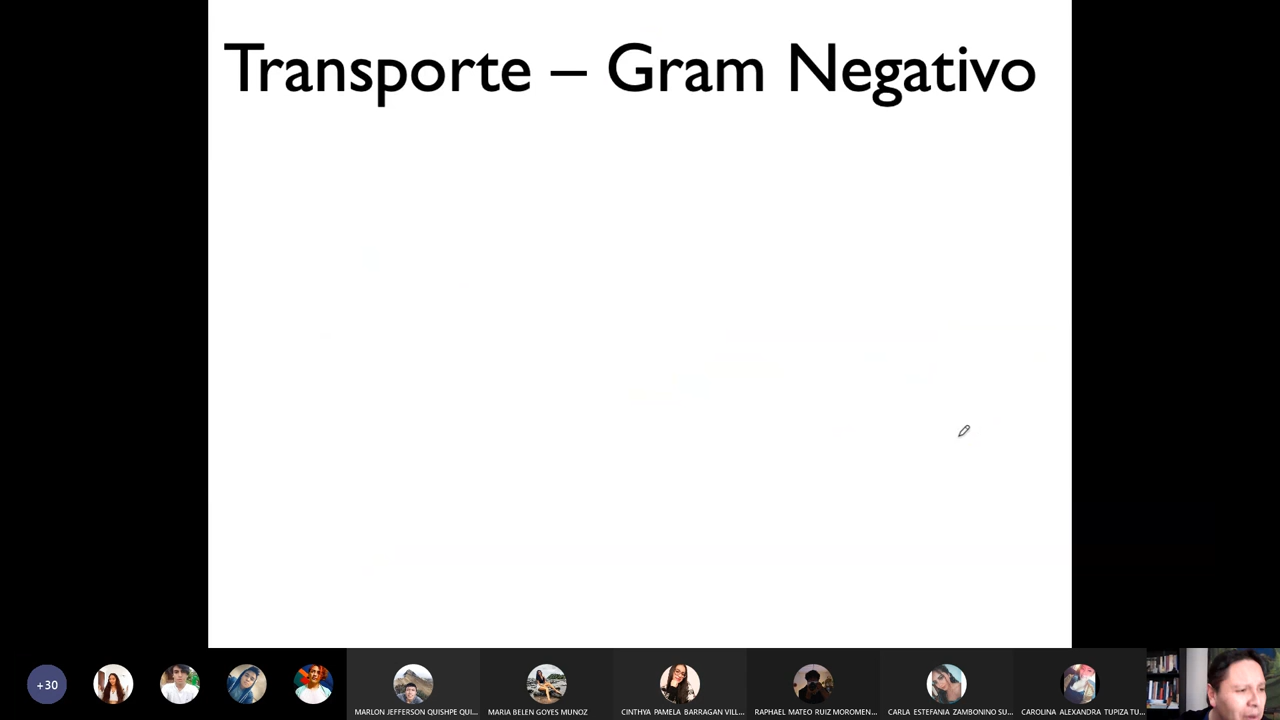 Transporte – Gram Negativo
+30
MARLON JEFFERSON QUISHPE QUI...
MARIA BELEN GOYES MUNOZ
CINTHYA PAMELA BARRAGAN VILL...
RAPHAEL MATEO RUIZ MOROMEN...
CARLA ESTEFANIA ZAMBONINO SU...
CAROLINA ALEXANDRA TUPIZA TU...